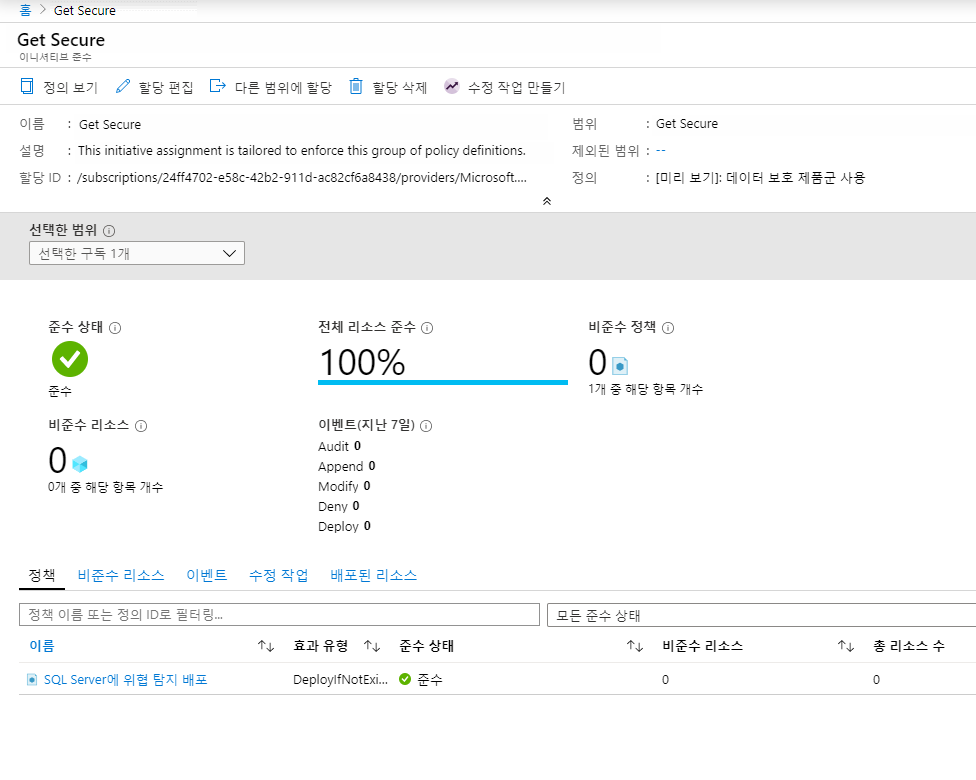 홈 > Get Secure
Get Secure
이니셔티브 준수
정의 보기 할당 편집 다른 범위에 할당 할당 삭제 수정 작업 만들기
이름 : Get Secure 범위 : Get Secure
설명 : This initiative assignment is tailored to enforce this group of policy definitions. 제외된 범위 : --
할당 ID : /subscriptions/24ff4702-e58c-42b2-911d-ac82cf6a8438/providers/Microsoft.... 정의 : [미리 보기]: 데이터 보호 제품군 사용
선택한 범위
선택한 구독 1개
준수 상태 전체 리소스 준수 비준수 정책
100% 0
준수 1개 중 해당 항목 개수
비준수 리소스 이벤트(지난 7일)
0
0개 중 해당 항목 개수
Audit 0
Append 0
Modify 0
Deny 0
Deploy 0
정책 비준수 리소스 이벤트 수정 작업 배포된 리소스
정책 이름 또는 정의 ID로 필터링... 모든 준수 상태
이름 효과 유형 준수 상태 비준수 리소스 총 리소스 수
SQL Server에 위협 탐지 배포 DeployIfNotExi... 준수 0 0